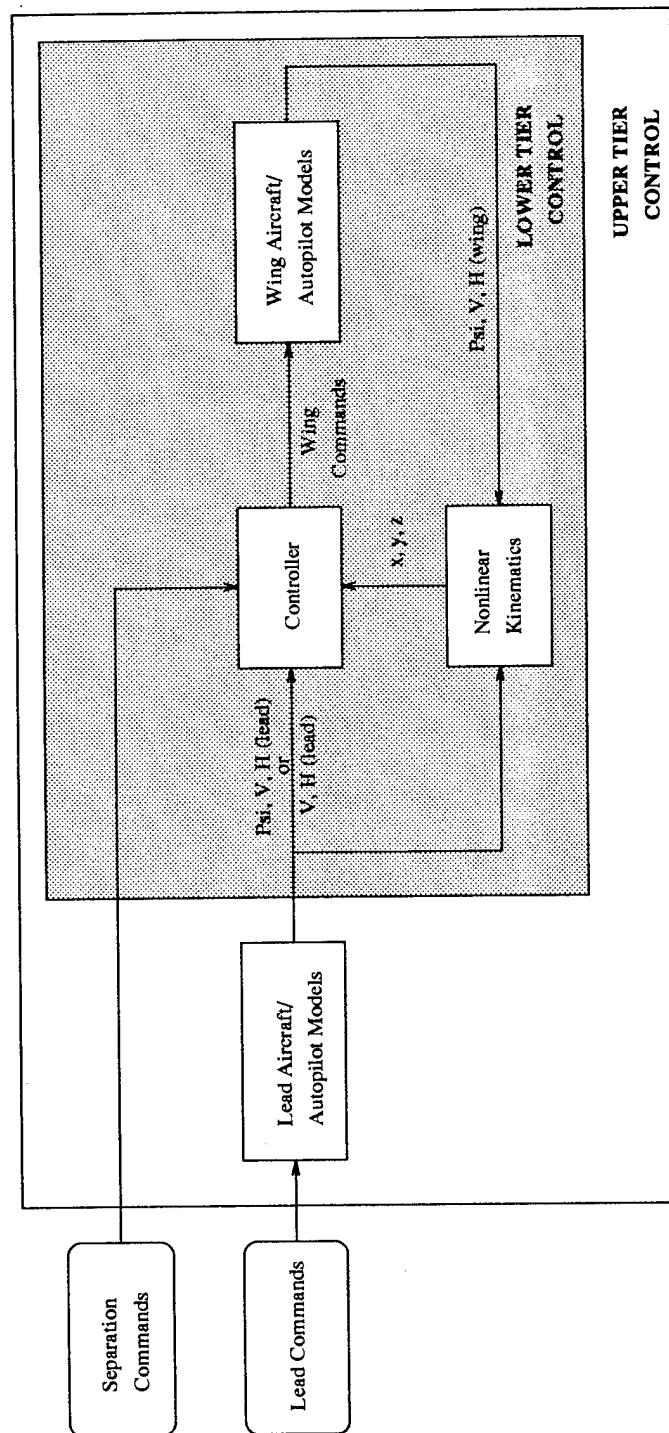 Separation
Commands
Lead Commands
Lead Aircraft/
Autopilot Models
Psi, V, H (lead)
or
V, H (lead)
Controller
Wing
Commands
Wing Aircraft/
Autopilot Models
x, y, z
Nonlinear
Kinematics
Psi, V, H (wing)
LOWER TIER
CONTROL
UPPER TIER
CONTROL